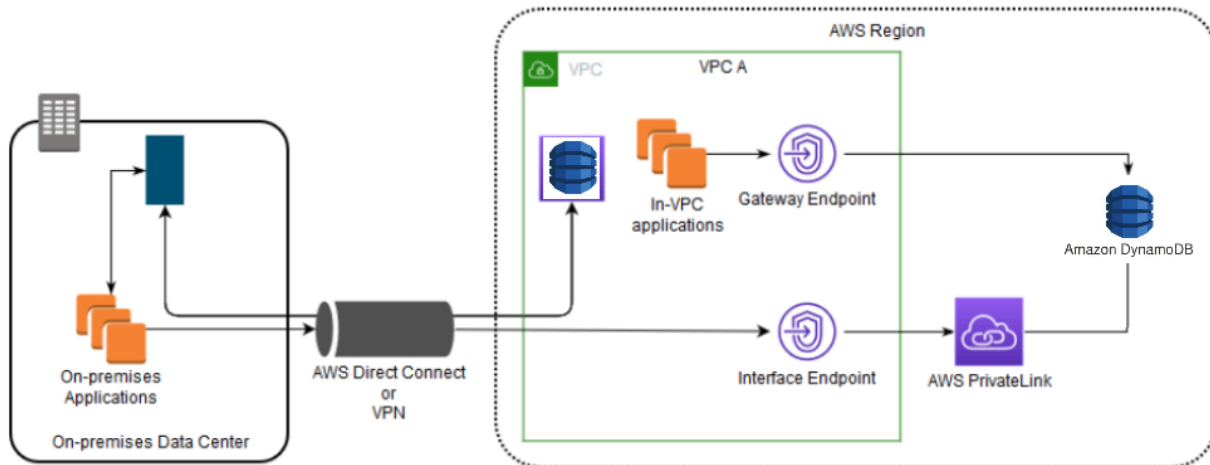 AWS Region
VPC
VPC A
In-VPC
applications
Gateway Endpoint
Amazon DynamoDB
On-premises
Applications
On-premises Data Center
AWS Direct Connect
or
VPN
Interface Endpoint
AWS PrivateLink